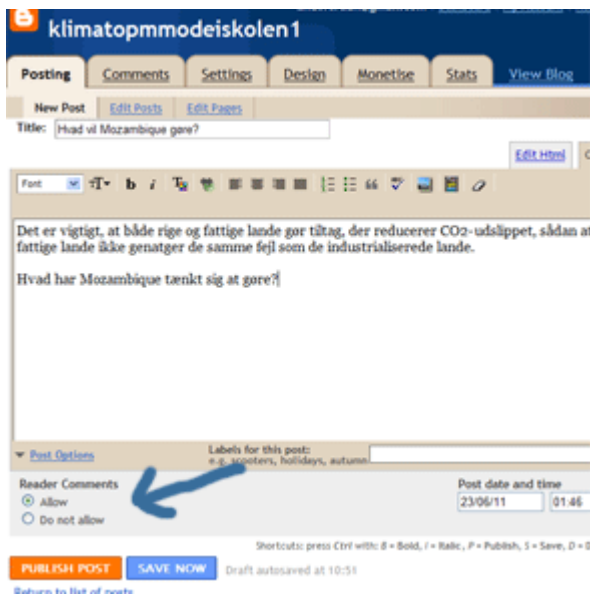 klimatopmmodeiskolen1
Posting Comments Settings Design Monetise Stats View Blog
New Post Edit Posts Edit Pages
Title: Hvad vil Mozambique gøre?
Edit Html
Font b i
Det er vigtigt, at både rige og fattige lande gør tiltag, der reducerer CO2-udslippet, sådan at
fattige lande ikke genatger de samme fejl som de industrialiserede lande.
Hvad har Mozambique tænkt sig at gøre?
Post Options
Labels for this post:
e.g. scooters, holidays, autumn
Reader Comments
Allow
Do not allow
Post date and time
23/06/11 01:46
Shortcuts: press Ctrl with: B = Bold, I = Italic, P = Publish, S = Save, D =
PUBLISH POST SAVE NOW Draft autosaved at 10:51
Return to list of posts